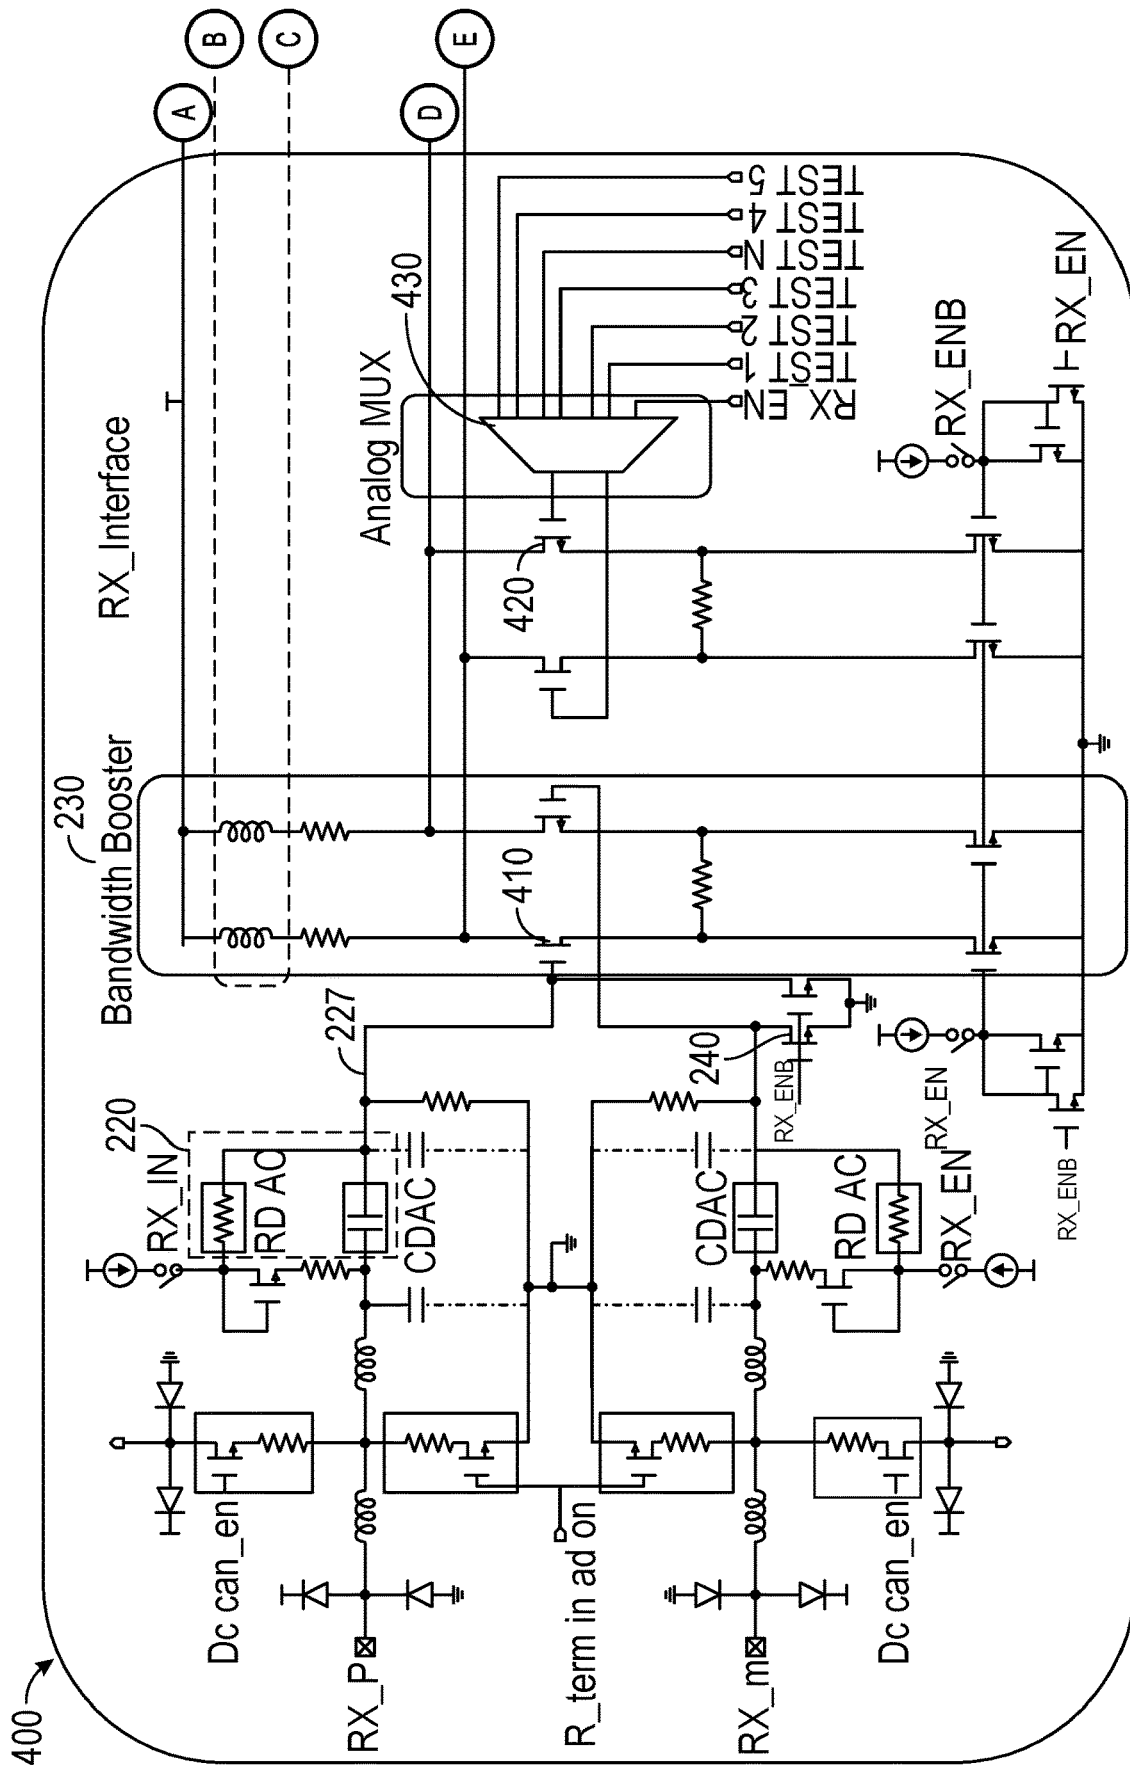 400
RX_Interface
A
B
C
D
E
230
Bandwidth Booster
Analog MUX
430
420
410
TEST 5
TEST 4
TEST N
TEST 3
TEST 2
TEST 1
RX_EN
RX_ENB
RX_EN
220
227
RX_IN
RD AC
CDAC
240
RX_ENB
CDAC
RX_EN
RD AC
RX_EN
RX_ENB
Dc can_en
RX_P
R_term in ad on
RX_m
Dc can_en